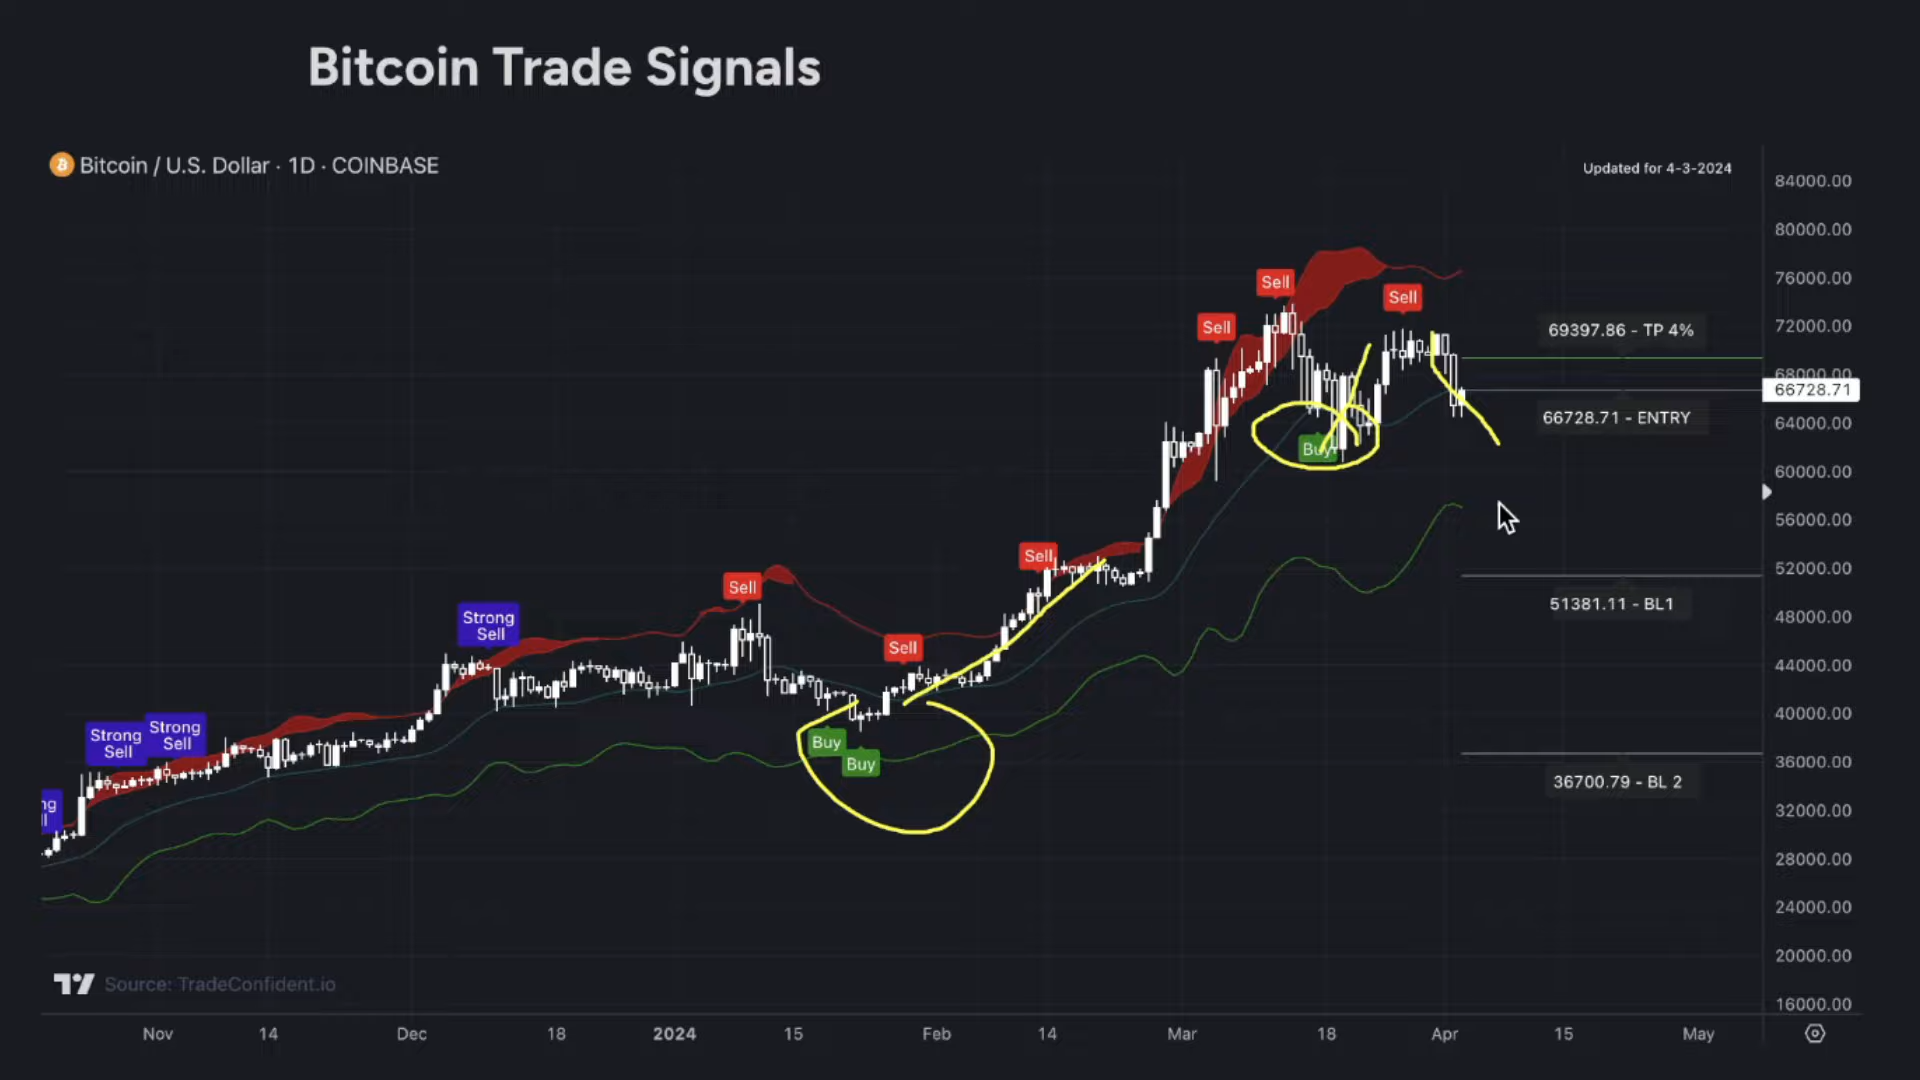 Bitcoin Trade Signals
Bitcoin / U.S. Dollar · 1D · COINBASE
Updated for 4-3-2024
84000.00
80000.00
76000.00
72000.00
68000.00
66728.71
64000.00
60000.00
56000.00
52000.00
48000.00
44000.00
40000.00
36000.00
32000.00
28000.00
24000.00
20000.00
16000.00
69397.86 - TP 4%
66728.71 - ENTRY
51381.11 - BL1
36700.79 - BL 2
Sell
Sell
Sell
Buy
Sell
Sell
Sell
Strong
Sell
Strong
Sell
Strong
Sell
Buy
Buy
Source: TradeConfident.io
Nov
14
Dec
18
2024
15
Feb
14
Mar
18
Apr
15
May